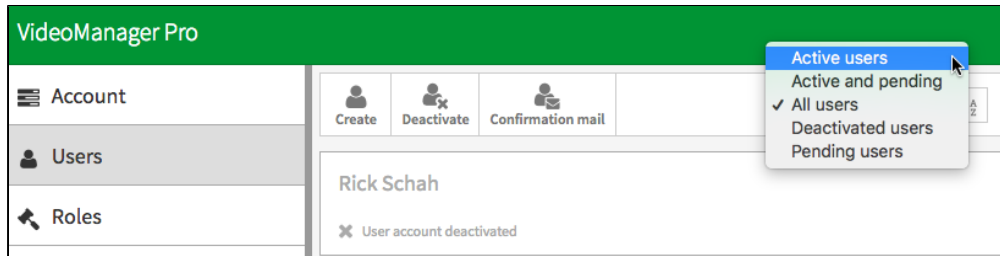 VideoManager Pro
Account
Users
Roles
Create
Deactivate
Confirmation mail
Active users
Active and pending
✓ All users
Deactivated users
Pending users
A
Z
Rick Schah
User account deactivated